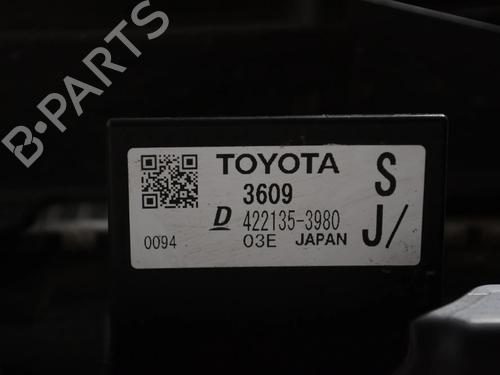 B-PARTS
TOYOTA S
3609
D 422135-3980 J/
0094 03E JAPAN